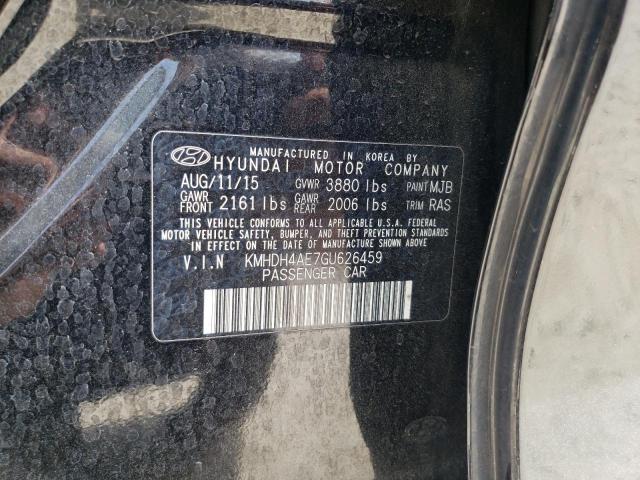 MANUFACTURED IN KOREA BY
HYUNDAI MOTOR COMPANY
AUG/11/15 GVWR 3880 lbs PAINT MJB
GAWR FRONT 2161 lbs GAWR REAR 2006 lbs TRIM RAS
THIS VEHICLE CONFORMS TO ALL APPLICABLE U.S.A. FEDERAL
MOTOR VEHICLE SAFETY, BUMPER, AND THEFT PREVENTION STANDARDS
IN EFFECT ON THE DATE OF MANUFACTURE SHOWN ABOVE.
V.I.N KMHDH4AE7GU626459
PASSENGER CAR